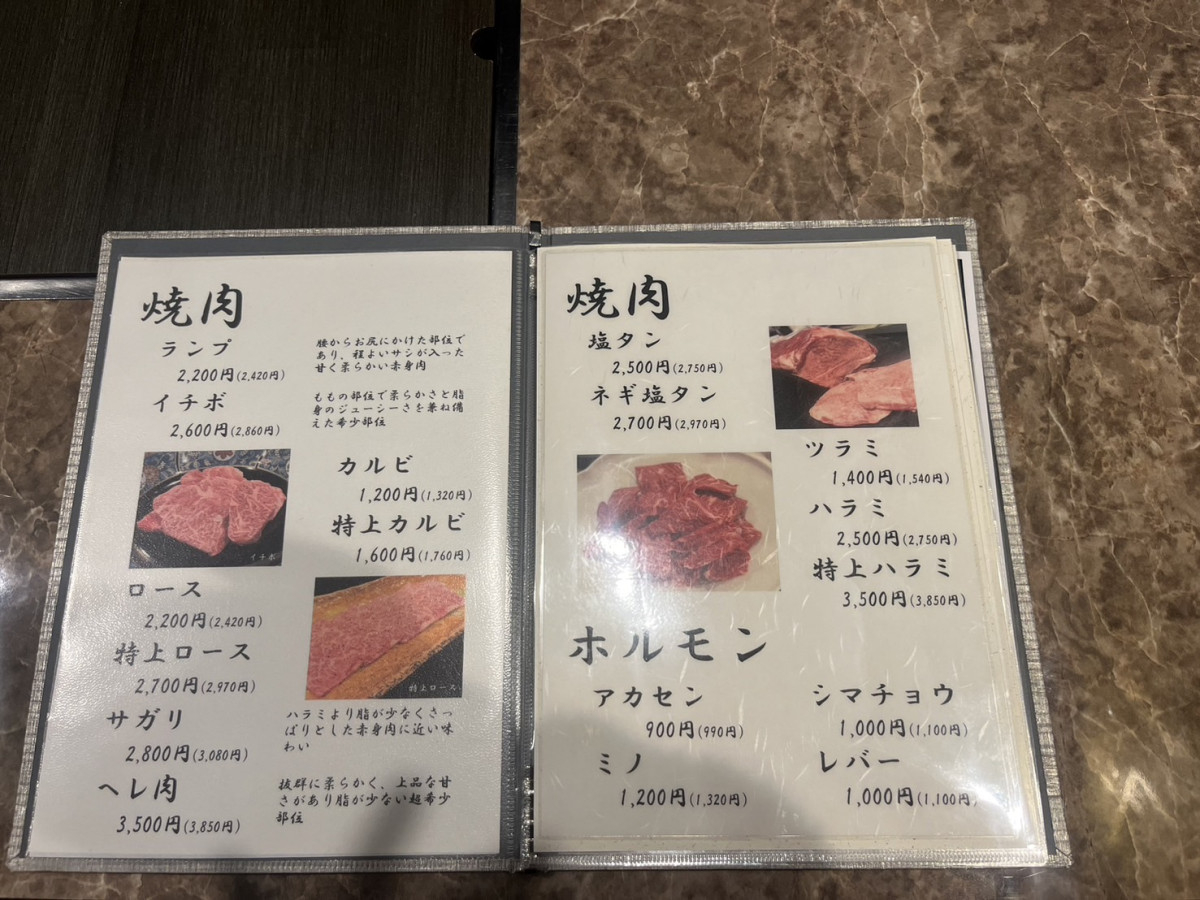 焼肉
ランプ
2,200円(2,420円)
腰からお尻にかけた部位で
あり、程よいサシが入った
甘く柔らかい赤身肉
イチボ
2,600円(2,860円)
ももの部位で柔らかさと脂
身のジューシーさを兼ね備
えた希少部位
イチボ
カルビ
1,200円(1,320円)
特上カルビ
1,600円(1,760円)
ロース
2,200円(2,420円)
特上ロース
2,700円(2,970円)
特上ロース
サガリ
2,800円(3,080円)
ハラミより脂が少なくさっ
ぱりとした赤身肉に近い味
わい
ヘレ肉
3,500円(3,850円)
抜群に柔らかく、上品な甘
さがあり脂が少ない超希少
部位
焼肉
塩タン
2,500円(2,750円)
ネギ塩タン
2,700円(2,970円)
ツラミ
1,400円(1,540円)
ハラミ
2,500円(2,750円)
特上ハラミ
3,500円(3,850円)
ホルモン
アカセン
900円(990円)
シマチョウ
1,000円(1,100円)
ミノ
1,200円(1,320円)
レバー
1,000円(1,100円)